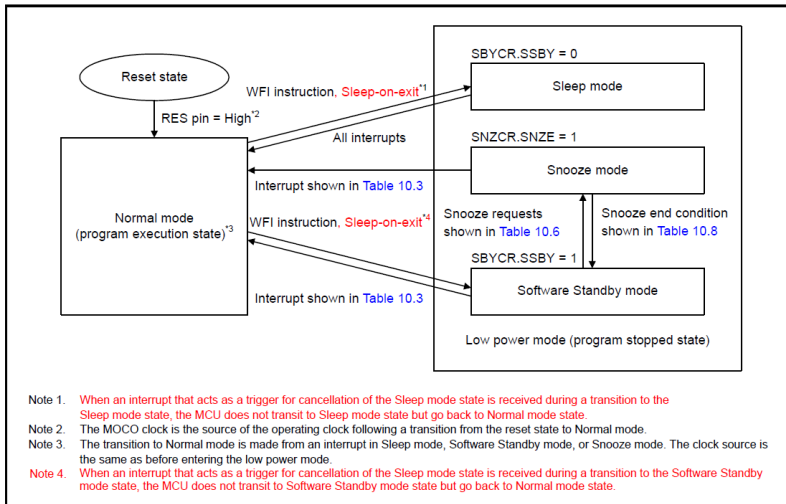 SBYCR.SSBY = 0
Reset state
WFI instruction, Sleep-on-exit*1
Sleep mode
RES pin = High*2
All interrupts
SNZCR.SNZE = 1
Snooze mode
Interrupt shown in Table 10.3
Normal mode
(program execution state)*3
WFI instruction, Sleep-on-exit*4
Snooze requests
shown in Table 10.6
Snooze end condition
shown in Table 10.8
SBYCR.SSBY = 1
Software Standby mode
Interrupt shown in Table 10.3
Low power mode (program stopped state)
Note 1. When an interrupt that acts as a trigger for cancellation of the Sleep mode state is received during a transition to the
Sleep mode state, the MCU does not transit to Sleep mode state but go back to Normal mode state.
Note 2. The MOCO clock is the source of the operating clock following a transition from the reset state to Normal mode.
Note 3. The transition to Normal mode is made from an interrupt in Sleep mode, Software Standby mode, or Snooze mode. The clock source is
the same as before entering the low power mode.
Note 4. When an interrupt that acts as a trigger for cancellation of the Sleep mode state is received during a transition to the Software Standby
mode state, the MCU does not transit to Software Standby mode state but go back to Normal mode state.